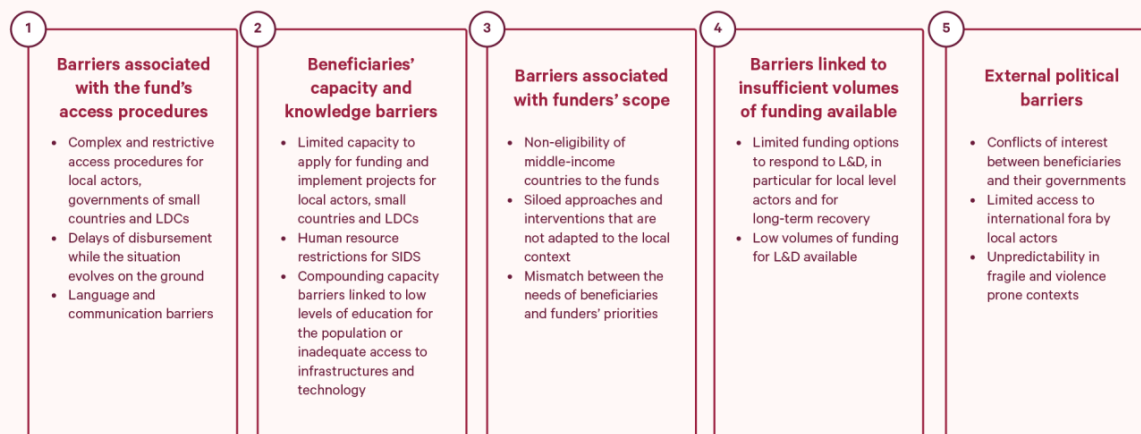 1
Barriers associated
with the fund's
access procedures
• Complex and restrictive
access procedures for
local actors,
governments of small
countries and LDCs
• Delays of disbursement
while the situation
evolves on the ground
• Language and
communication barriers
2
Beneficiaries'
capacity and
knowledge barriers
• Limited capacity to
apply for funding and
implement projects for
local actors, small
countries and LDCs
• Human resource
restrictions for SIDS
• Compounding capacity
barriers linked to low
levels of education for
the population or
inadequate access to
infrastructures and
technology
3
Barriers associated
with funders' scope
• Non-eligibility of
middle-income
countries to the funds
• Siloed approaches and
interventions that are
not adapted to the local
context
• Mismatch between the
needs of beneficiaries
and funders' priorities
4
Barriers linked to
insufficient volumes
of funding available
• Limited funding options
to respond to L&D, in
particular for local level
actors and for
long-term recovery
• Low volumes of funding
for L&D available
5
External political
barriers
• Conflicts of interest
between beneficiaries
and their governments
• Limited access to
international fora by
local actors
• Unpredictability in
fragile and violence
prone contexts